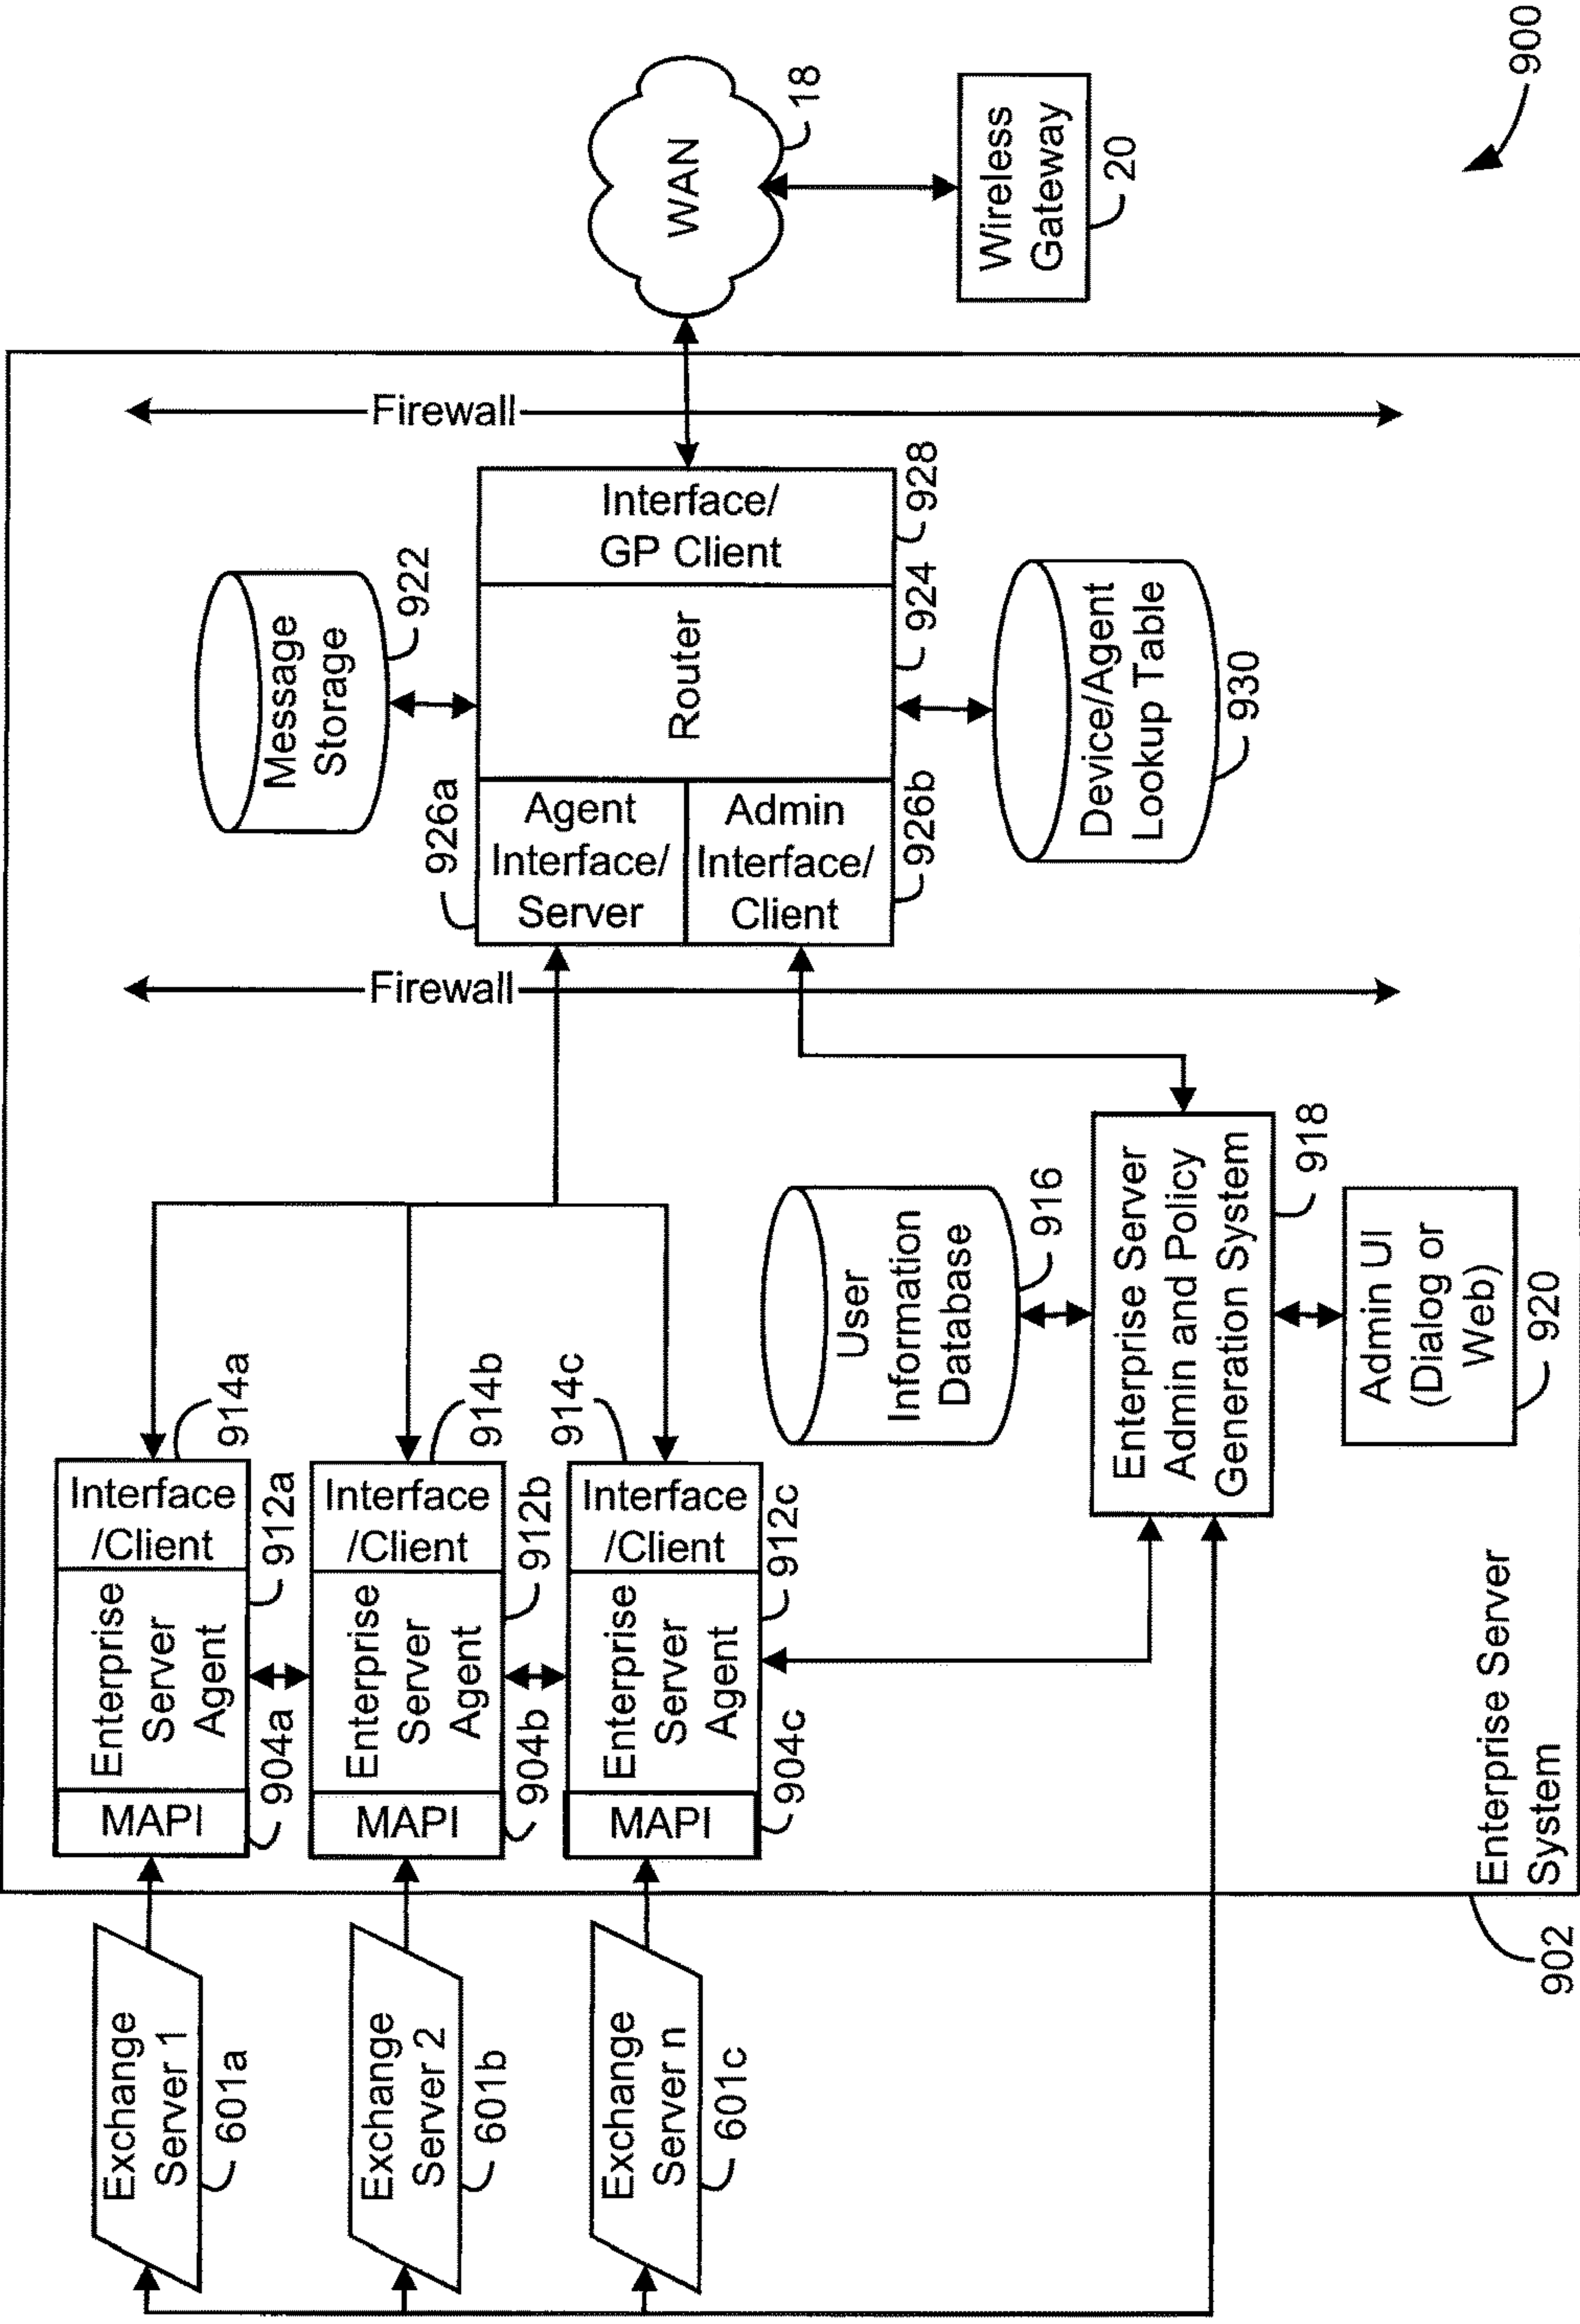 Exchange
Server 1
601a
MAPI
904a
Enterprise
Server
Agent
912a
Interface
/Client
914a
Exchange
Server 2
601b
MAPI
904b
Enterprise
Server
Agent
912b
Interface
/Client
914b
Exchange
Server n
601c
MAPI
904c
Enterprise
Server
Agent
912c
Interface
/Client
914c
User
Information
Database
916
Enterprise Server
Admin and Policy
Generation System
918
Admin UI
(Dialog or
Web)
920
Enterprise Server
System
902
Firewall
Message
Storage
922
926a
Agent
Interface/
Server
Admin
Interface/
Client
926b
Router
924
Interface/
GP Client
928
Device/Agent
Lookup Table
930
Firewall
WAN
18
Wireless
Gateway
20
900